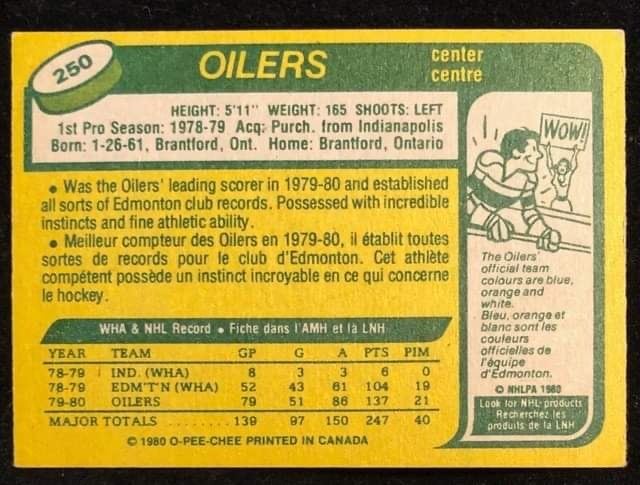 250
OILERS
center
centre
HEIGHT: 5'11" WEIGHT: 165 SHOOTS: LEFT
1st Pro Season: 1978-79 Acq: Purch. from Indianapolis
Born: 1-26-61, Brantford, Ont. Home: Brantford, Ontario
• Was the Oilers' leading scorer in 1979-80 and established
all sorts of Edmonton club records. Possessed with incredible
instincts and fine athletic ability.
• Meilleur compteur des Oilers en 1979-80, il établit toutes
sortes de records pour le club d'Edmonton. Cet athlète
compétent possède un instinct incroyable en ce qui concerne
le hockey.
WHA & NHL Record • Fiche dans l'AMH et la LNH
YEAR TEAM GP G A PTS PIM
78-79 IND. (WHA) 8 3 3 6 0
78-79 EDM'T'N (WHA) 52 43 61 104 19
79-80 OILERS 79 51 86 137 21
MAJOR TOTALS ........ 139 97 150 247 40
© 1980 O-PEE-CHEE PRINTED IN CANADA
WOW!
The Oilers'
official team
colours are blue,
orange and
white.
Bleu, orange et
blanc sont les
couleurs
officielles de
l'équipe
d'Edmonton.
© NHLPA 1980
Look for NHL products
Recherchez les
produits de la LNH